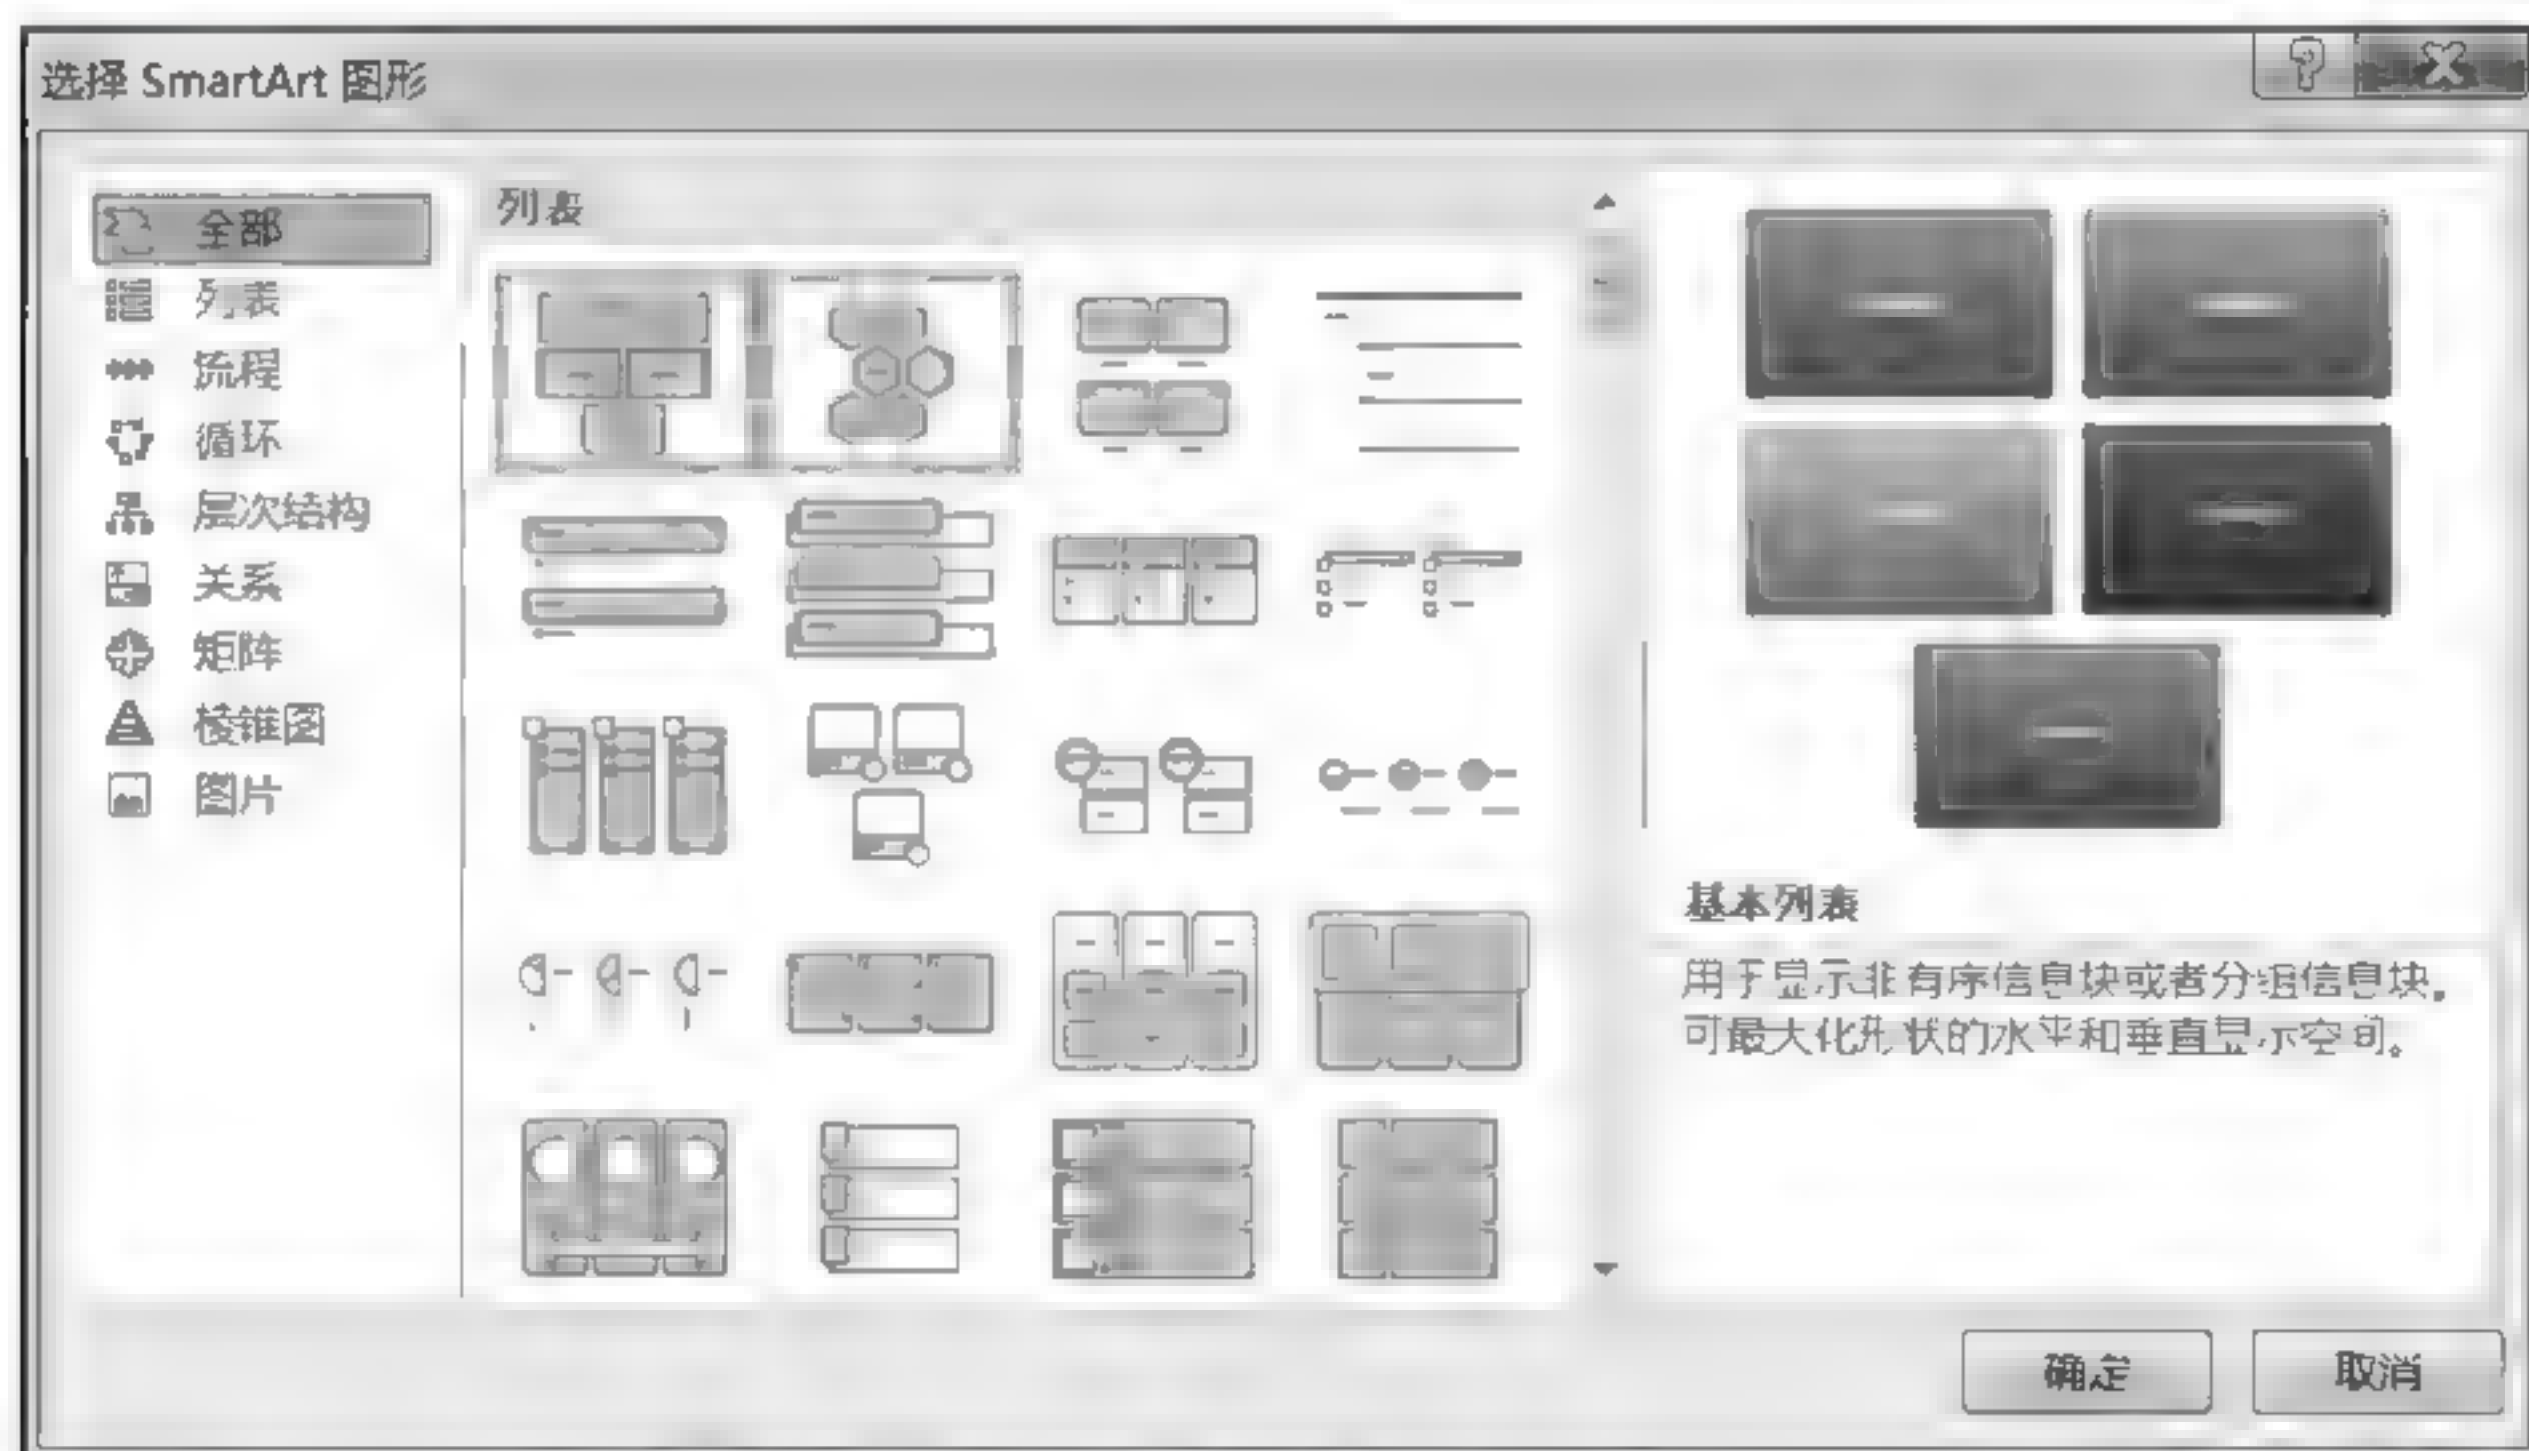 选择 SmartArt 图形
全部
列表
流程
循环
层次结构
关系
矩阵
棱锥图
图片
列表
基本列表
用于显示非有序信息块或者分组信息块。
可最大化形状的水平和垂直显示空间。
确定
取消